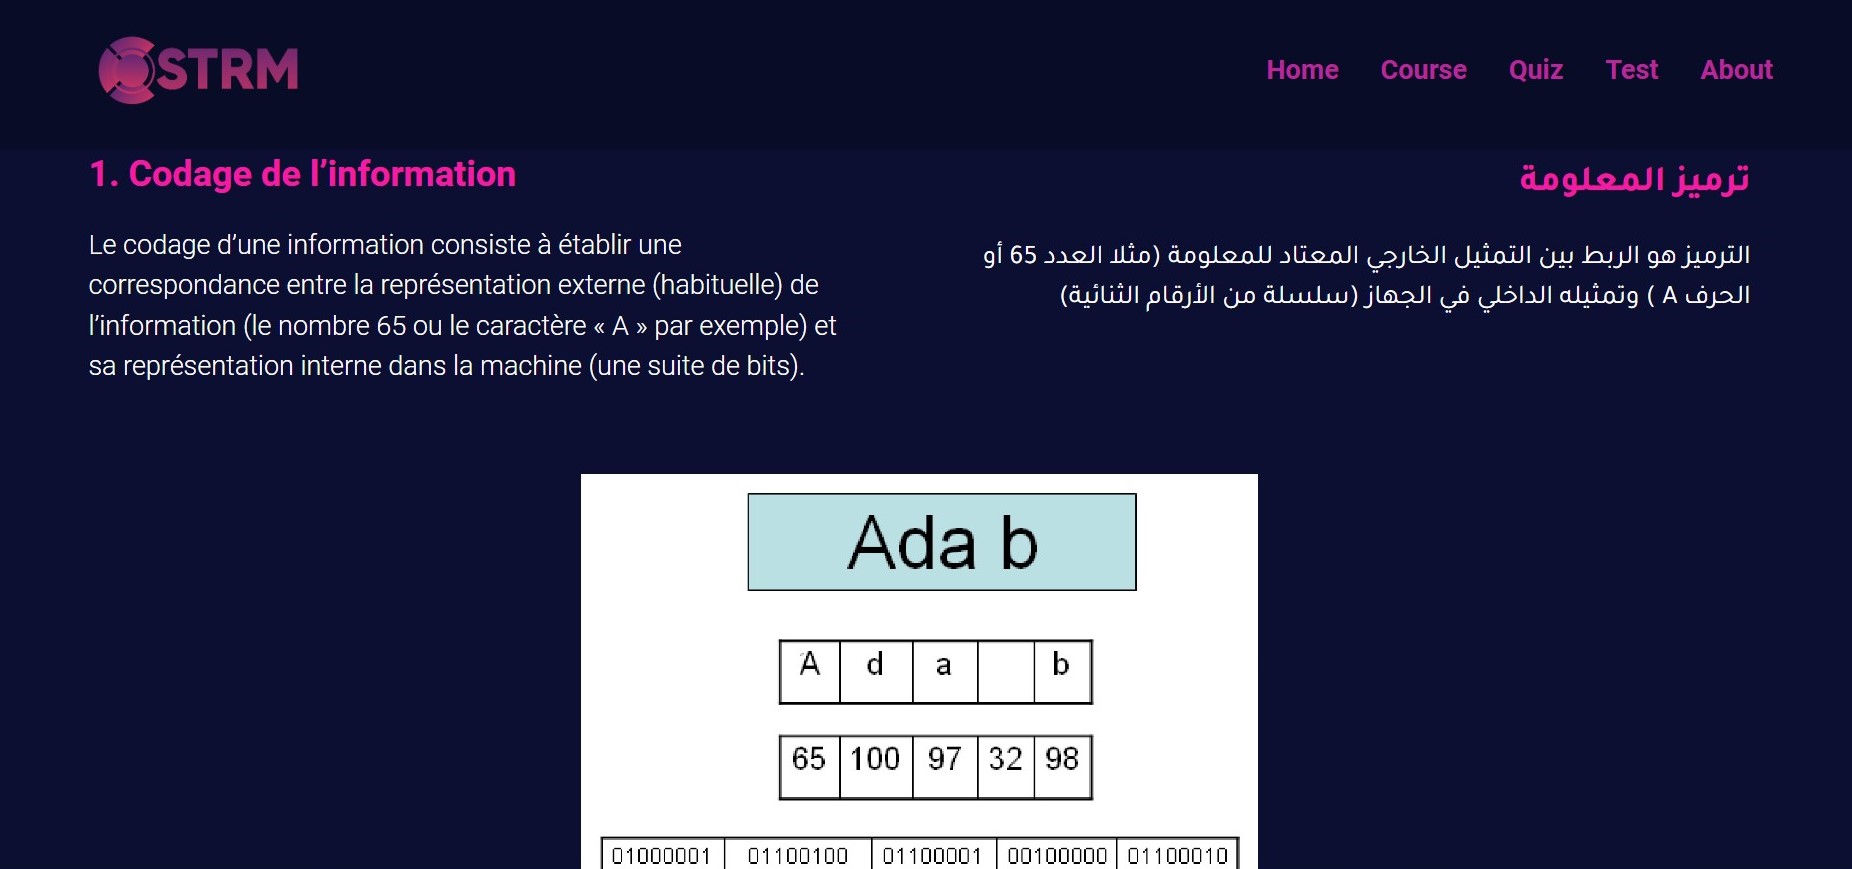 STRM
Home Course Quiz Test About
1. Codage de l’information
Le codage d’une information consiste à établir une
correspondance entre la représentation externe (habituelle) de
l’information (le nombre 65 ou le caractère « A » par exemple) et
sa représentation interne dans la machine (une suite de bits).
ترميز المعلومة
الترميز هو الربط بين التمثيل الخارجي المعتاد للمعلومة (مثلا العدد 65 أو
الحرف A ) وتمثيله الداخلي في الجهاز (سلسلة من الأرقام الثنائية)
Ada b
A d a b
65 100 97 32 98
01000001 01100100 01100001 00100000 01100010